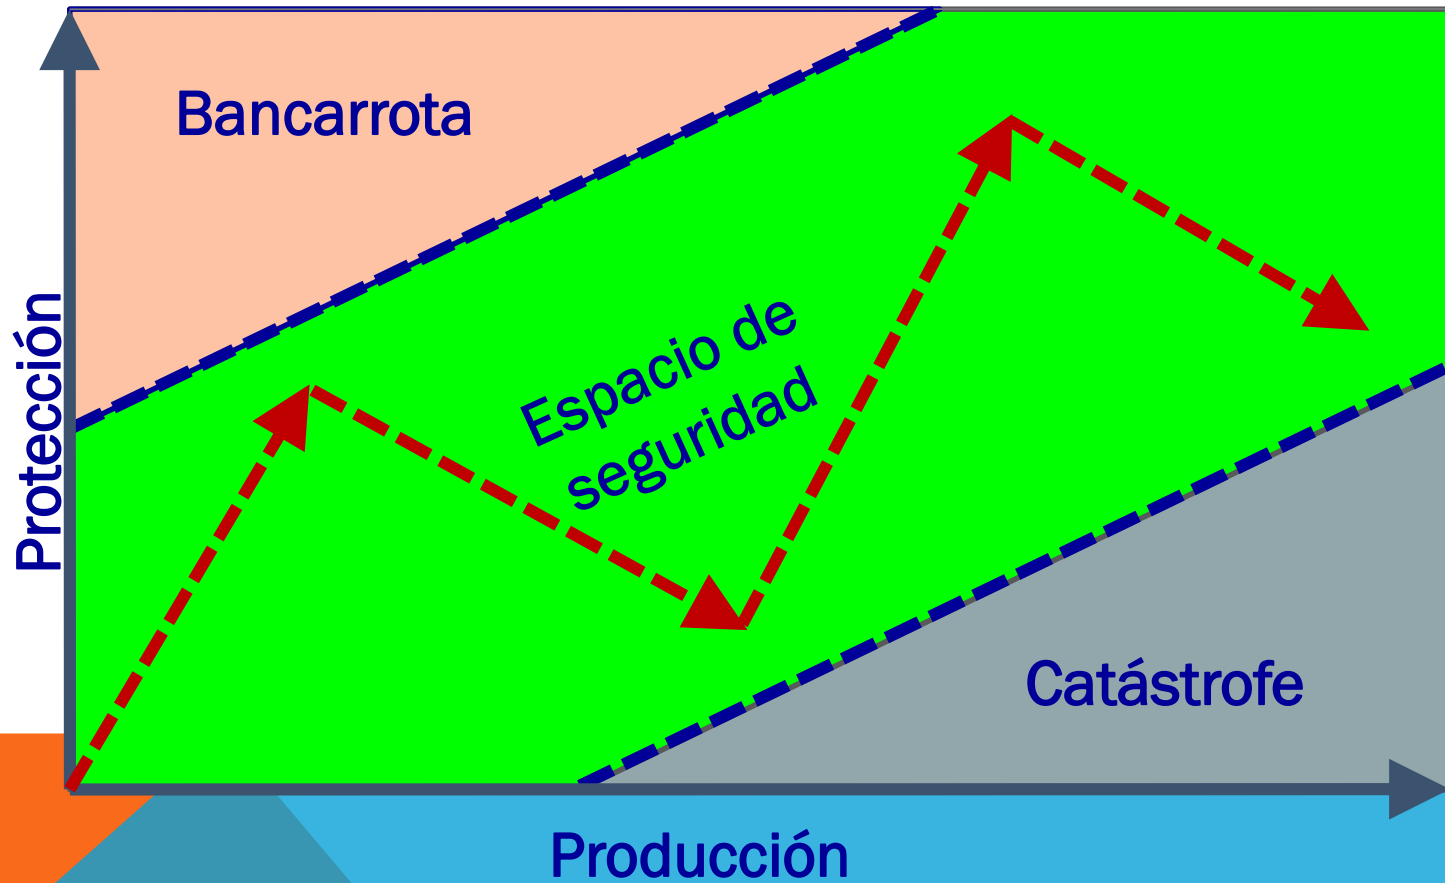 Bancarrota
Protección
Espacio de
seguridad
Catástrofe
Producción